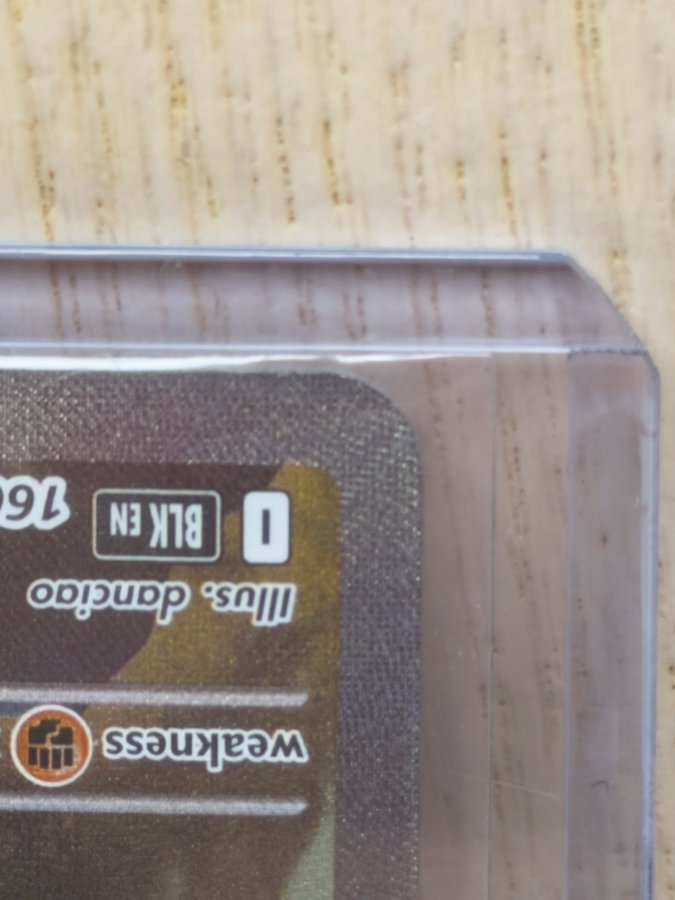 weakness
Illus. danciao
I BLK EN